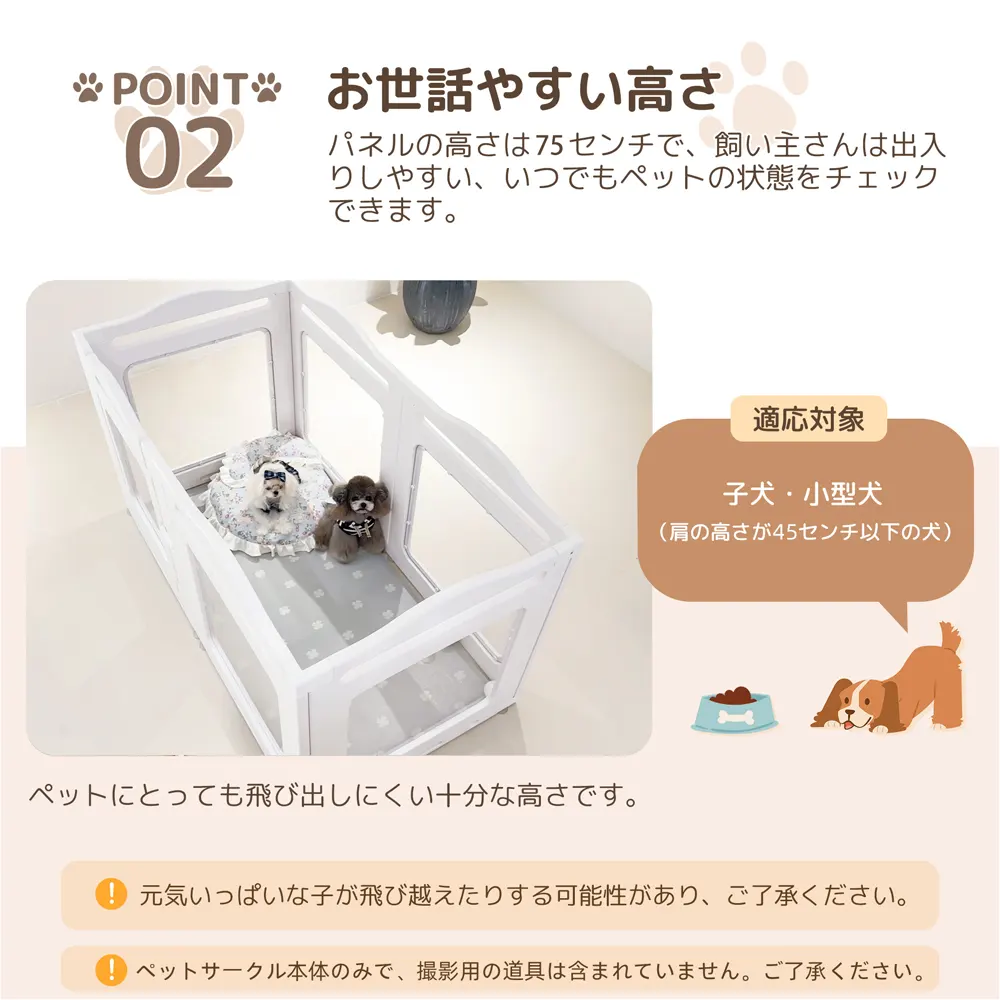 POINT
02
お世話やすい高さ
パネルの高さは75センチで、飼い主さんは出入
りしやすい、いつでもペットの状態をチェック
できます。
適応対象
子犬・小型犬
（肩の高さが45センチ以下の犬）
ペットにとっても飛び出しにくい十分な高さです。
! 元気いっぱいな子が飛び越えたりする可能性があり、ご了承ください。
! ペットサークル本体のみで、撮影用の道具は含まれていません。ご了承ください。